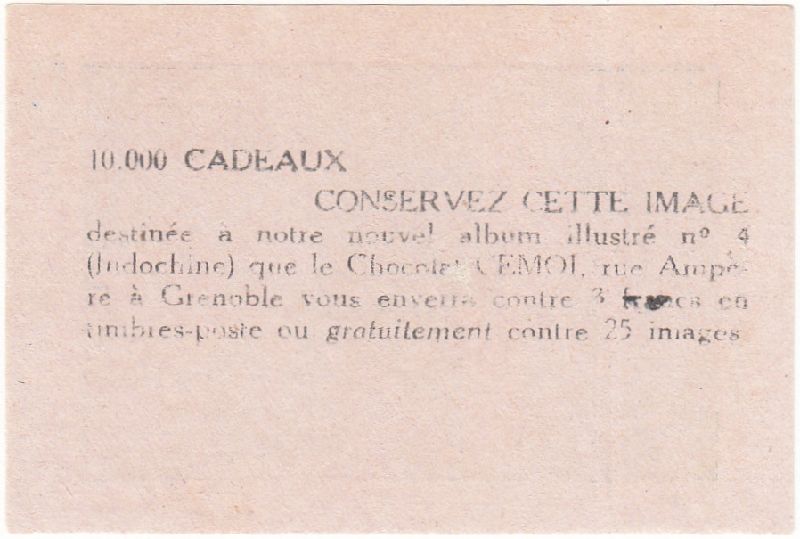 10.000 CADEAUX
CONSERVEZ CETTE IMAGE
destinée à notre nouvel album illustré nº 4
(Indochine) que le Chocolat CEMOI, rue Ampè-
re à Grenoble vous enverra contre 3 francs en
timbres-poste ou gratuitement contre 25 images